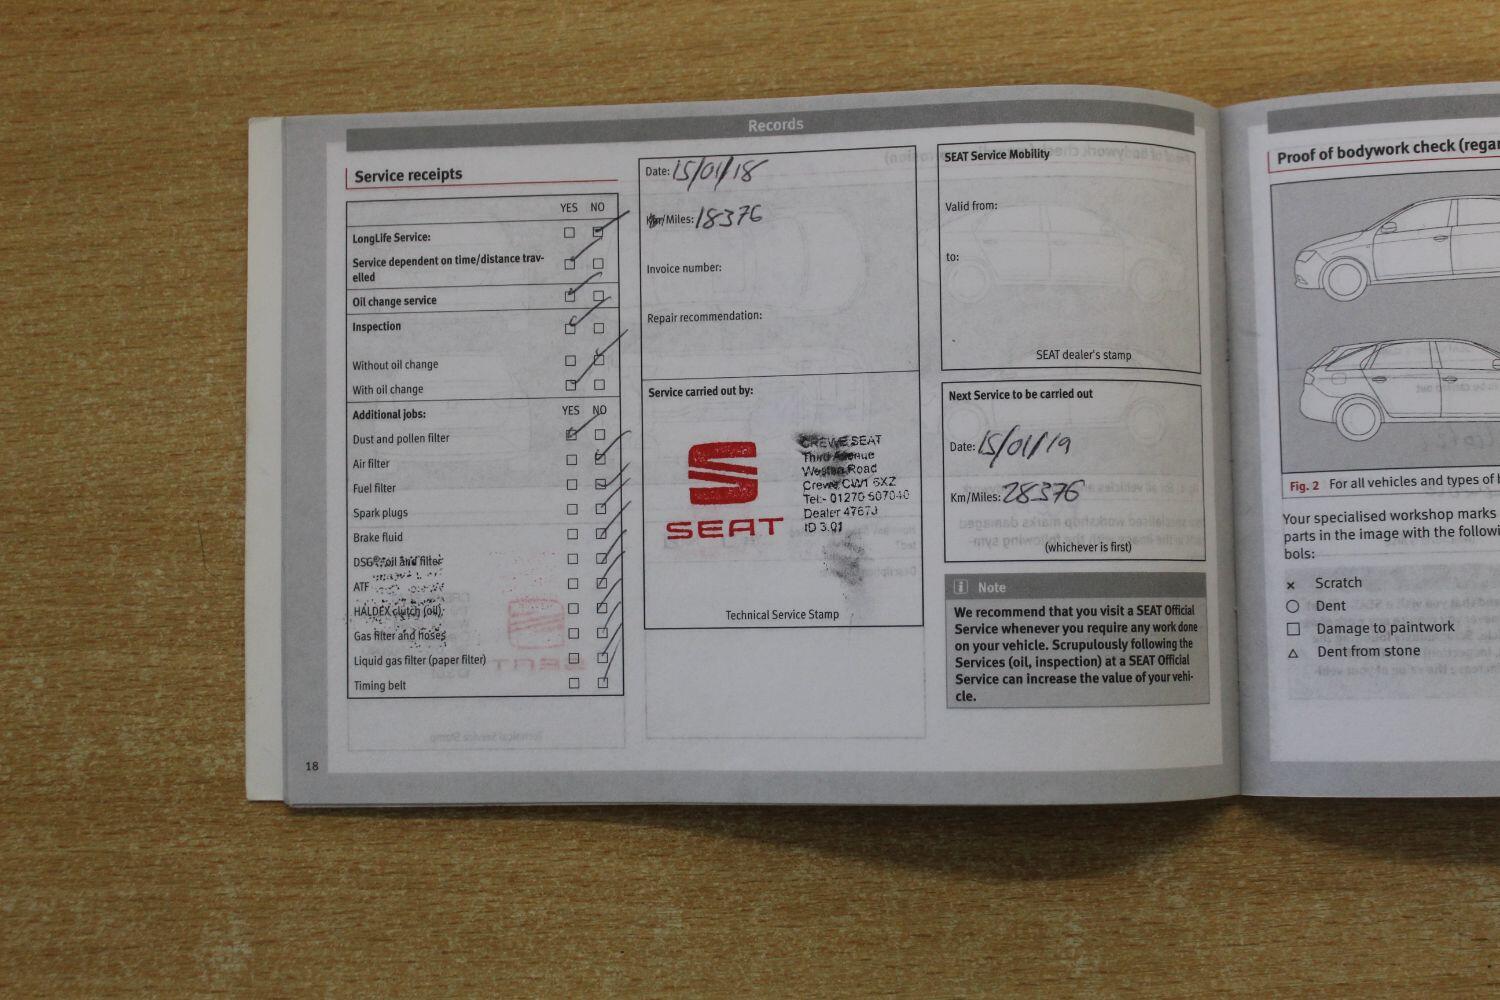 Records
Service receipts
YES NO
LongLife Service:
Service dependent on time/distance trav-
elled
Oil change service
Inspection
Without oil change
With oil change
Additional jobs: YES NO
Dust and pollen filter
Air filter
Fuel filter
Spark plugs
Brake fluid
DSG oil and filter
ATF
HALDEX clutch (oil)
Gas filter and hoses
Liquid gas filter (paper filter)
Timing belt
18
Date: 15/01/18
Km/Miles: 18376
Invoice number:
Repair recommendation:
Service carried out by:
SEAT
CREWE SEAT
Third Avenue
Weston Road
Crewe CW1 6XZ
Tel:- 01270 507040
Dealer 4767J
ID 3.01
Technical Service Stamp
SEAT Service Mobility
Valid from:
to:
SEAT dealer's stamp
Next Service to be carried out
Date: 15/01/19
Km/Miles: 28376
(whichever is first)
i Note
We recommend that you visit a SEAT Official
Service whenever you require any work done
on your vehicle. Scrupulously following the
Services (oil, inspection) at a SEAT Official
Service can increase the value of your vehi-
cle.
Proof of bodywork check (regar
Fig. 2 For all vehicles and types of
Your specialised workshop marks
parts in the image with the followi
bols:
Scratch
Dent
Damage to paintwork
Dent from stone